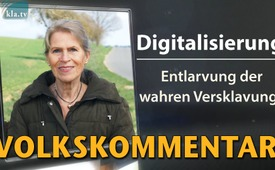 kla.tv
Digitalisierung
Entlarvung der
wahren Versklavung
VOLKSKOMMENTAR